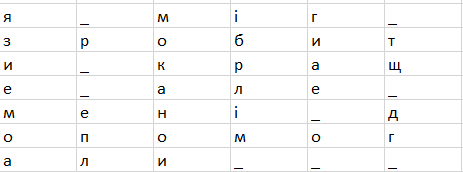 я _ м і г _
з р о б и т
и _ к р а щ
е _ а л е _
м е н і _ д
о п о м о г
а л и _ _ _